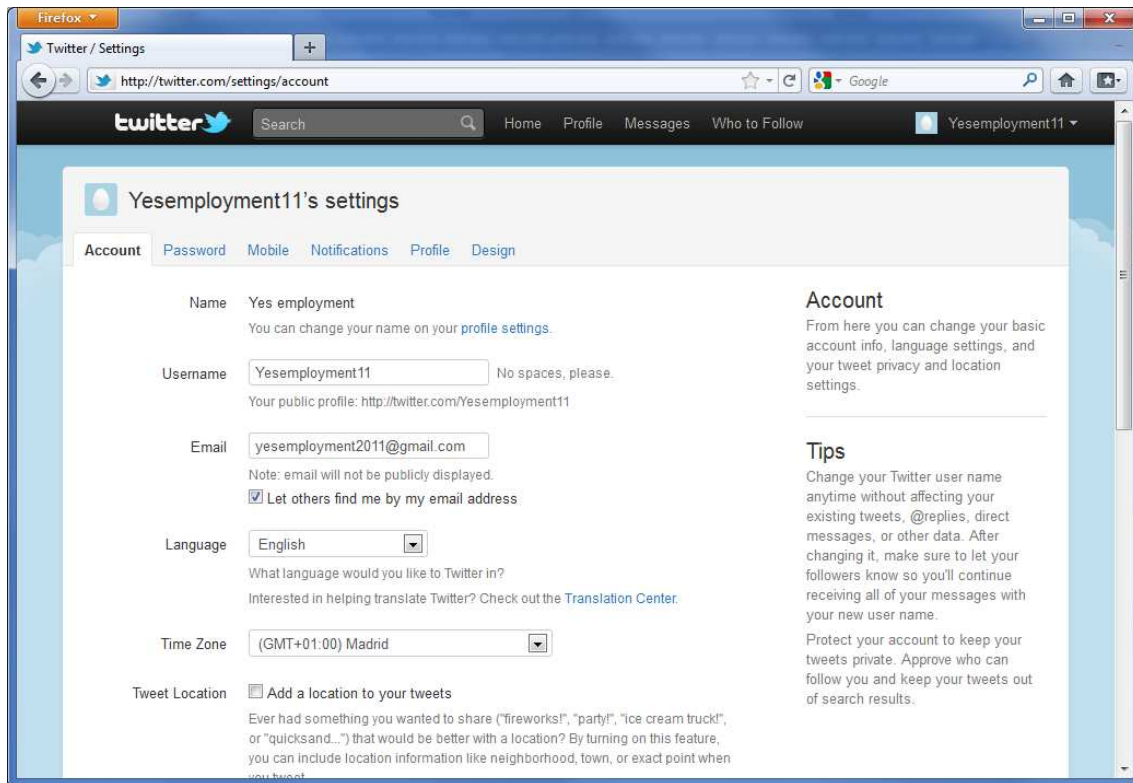 Firefox
Twitter / Settings
http://twitter.com/settings/account
Google
twitter
Search
Home Profile Messages Who to Follow
Yesemployment11
Yesemployment11's settings
Account Password Mobile Notifications Profile Design
Name Yes employment
You can change your name on your profile settings.
Username Yesemployment11 No spaces, please.
Your public profile: http://twitter.com/Yesemployment11
Email yesemployment2011@gmail.com
Note: email will not be publicly displayed.
Let others find me by my email address
Language English
What language would you like to Twitter in?
Interested in helping translate Twitter? Check out the Translation Center.
Time Zone (GMT+01:00) Madrid
Tweet Location Add a location to your tweets
Ever had something you wanted to share ("fireworks!", "party!", "ice cream truck!",
or "quicksand...") that would be better with a location? By turning on this feature,
you can include location information like neighborhood, town, or exact point when
you tweet.
Account
From here you can change your basic
account info, language settings, and
your tweet privacy and location
settings.
Tips
Change your Twitter user name
anytime without affecting your
existing tweets, @replies, direct
messages, or other data. After
changing it, make sure to let your
followers know so you'll continue
receiving all of your messages with
your new user name.
Protect your account to keep your
tweets private. Approve who can
follow you and keep your tweets out
of search results.